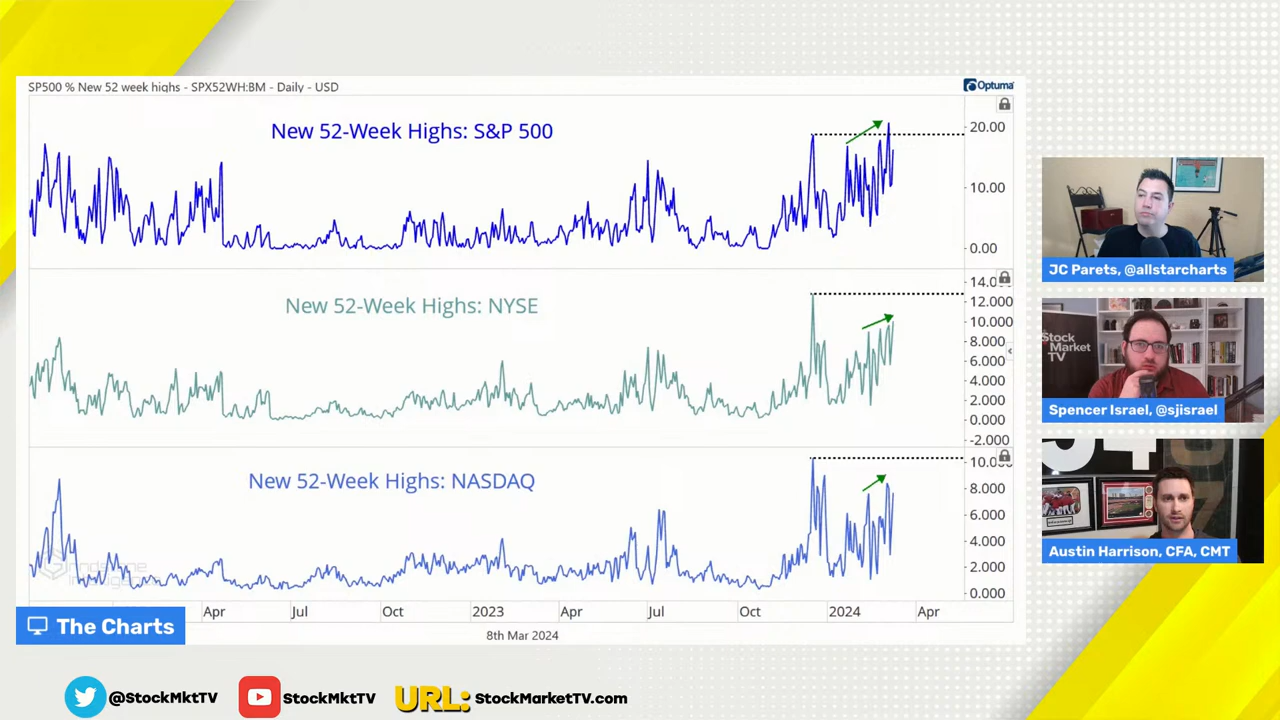 SP500 % New 52 week highs - SPX52WH:BM - Daily - USD
Optuma
New 52-Week Highs: S&P 500
20.00
10.00
0.00
New 52-Week Highs: NYSE
14.0
12.000
10.000
8.000
6.000
4.000
2.000
0.000
-2.000
New 52-Week Highs: NASDAQ
10.0
8.000
6.000
4.000
2.000
0.000
Apr Jul Oct 2023 Apr Jul Oct 2024 Apr
8th Mar 2024
The Charts
JC Parets, @allstarcharts
Stock
Market
TV
Spencer Israel, @sjisrael
Austin Harrison, CFA, CMT
@StockMktTV
StockMktTV
URL: StockMarketTV.com